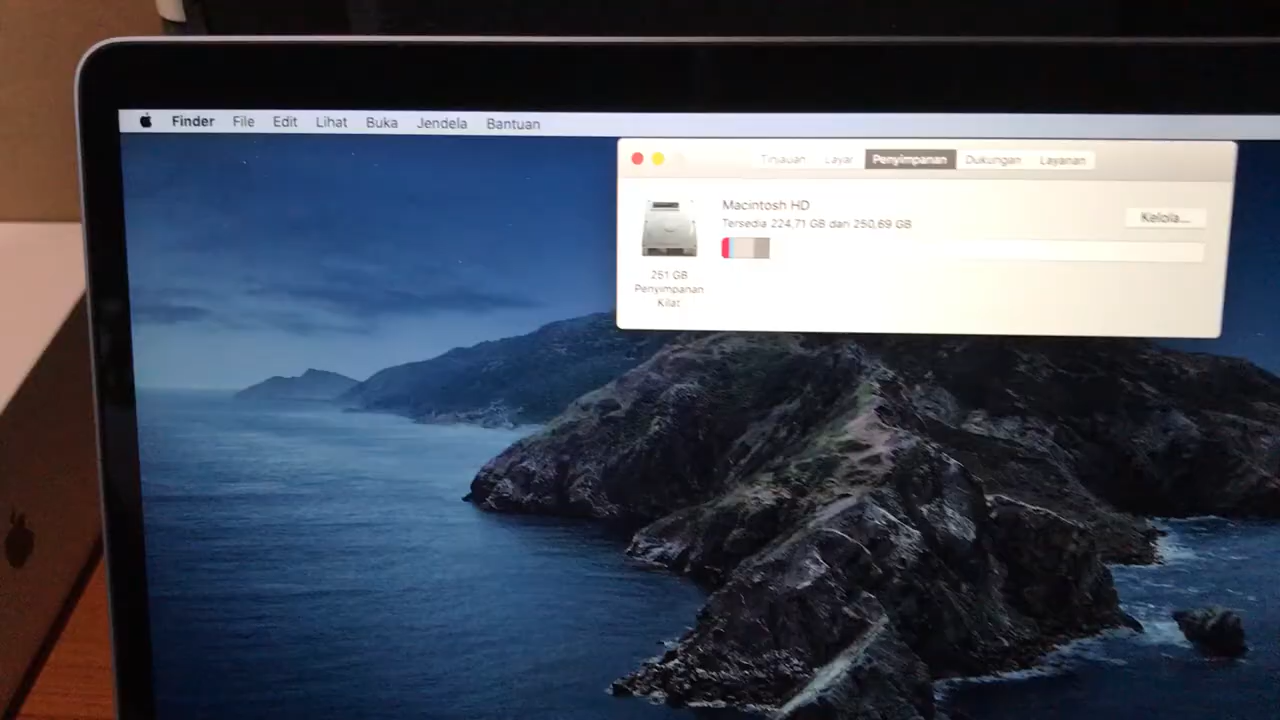 Finder File Edit Lihat Buka Jendela Bantuan
Tinjauan Layar Penyimpanan Dukungan Layanan
Macintosh HD
Tersedia 224,71 GB dari 250,69 GB
Kelola...
251 GB
Penyimpanan
Kilat